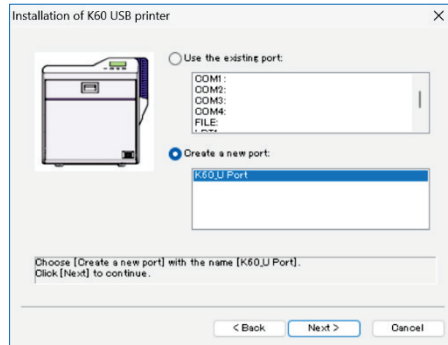 Installation of K60 USB printer
Use the existing port:
COM1:
COM2:
COM3:
COM4:
FILE:
Create a new port:
K60_U Port
Choose [Create a new port] with the name [K60_U Port].
Click [Next] to continue.
< Back
Next >
Cancel